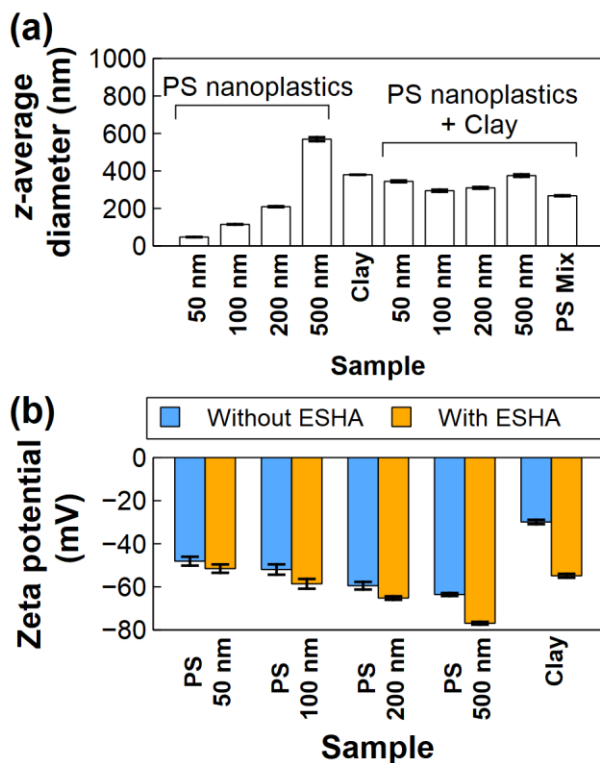 (a)
z-average
diameter (nm)
1000
800
600
400
200
0
PS nanoplastics
PS nanoplastics
+ Clay
50 nm
100 nm
200 nm
500 nm
Clay
50 nm
100 nm
200 nm
500 nm
PS Mix
Sample
(b)
Without ESHA
With ESHA
Zeta potential
(mV)
0
−20
−40
−60
−80
PS
50 nm
PS
100 nm
PS
200 nm
PS
500 nm
Clay
Sample